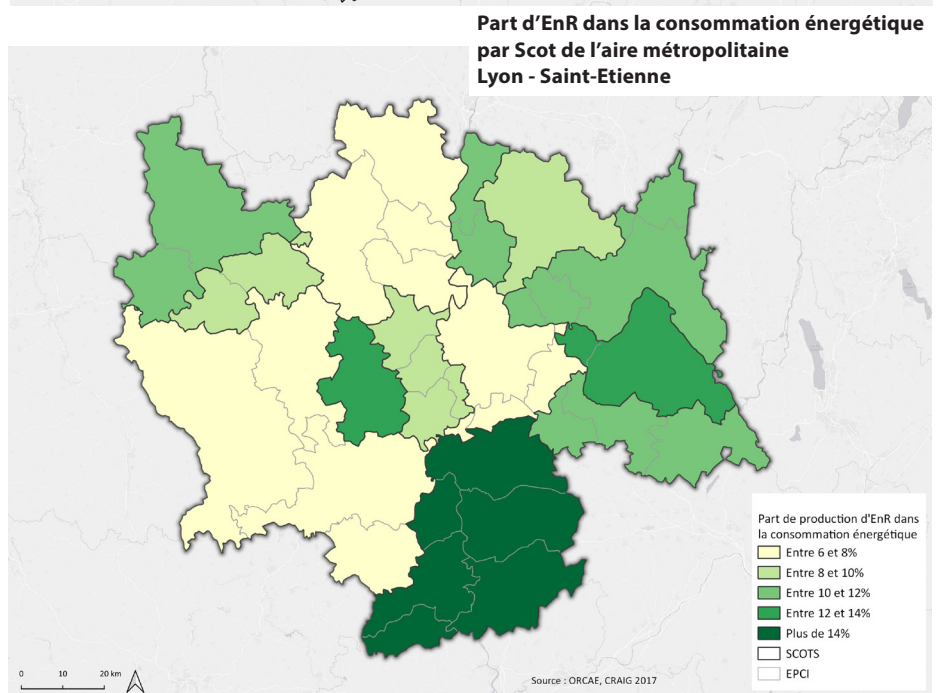 Part d’EnR dans la consommation énergétique
par Scot de l’aire métropolitaine
Lyon - Saint-Etienne
Part de production d'EnR dans
la consommation énergétique
Entre 6 et 8%
Entre 8 et 10%
Entre 10 et 12%
Entre 12 et 14%
Plus de 14%
SCOTS
EPCI
0 10 20 km
Source : ORCAE, CRAIG 2017